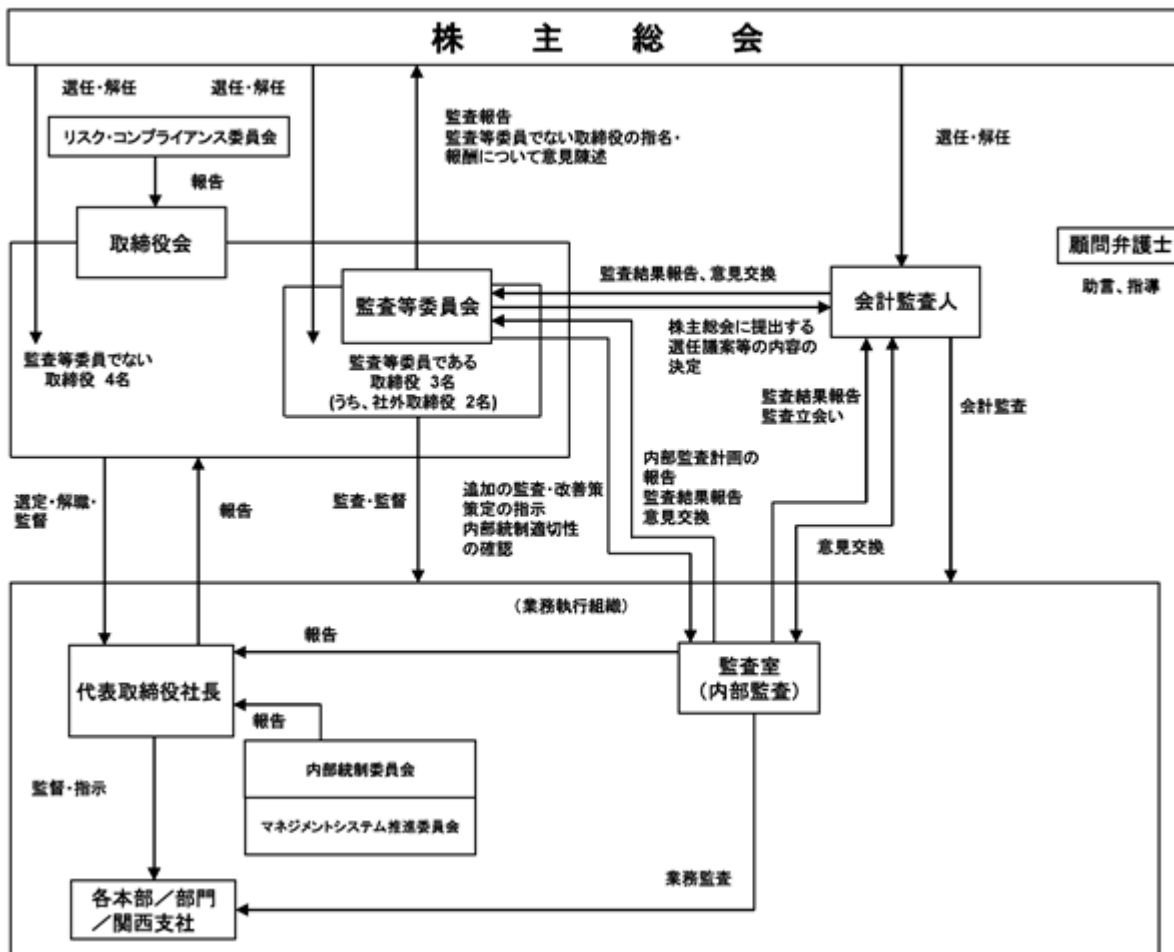 株主総会
選任・解任
選任・解任
監査報告
監査等委員でない取締役の指名・
報酬について意見陳述
選任・解任
リスク・コンプライアンス委員会
報告
取締役会
顧問弁護士
助言、指導
監査等委員会
監査結果報告、意見交換
会計監査人
株主総会に提出する
選任議案等の内容の
決定
監査等委員でない
取締役 4名
監査等委員である
取締役 3名
(うち、社外取締役 2名)
監査結果報告
監査立会い
会計監査
選定・解職・
監督
報告
監査・監督
追加の監査・改善策
策定の指示
内部統制適切性
の確認
内部監査計画の
報告
監査結果報告
意見交換
意見交換
(業務執行組織)
報告
代表取締役社長
監査室
(内部監査)
報告
内部統制委員会
マネジメントシステム推進委員会
監督・指示
業務監査
各本部/部門
/関西支社